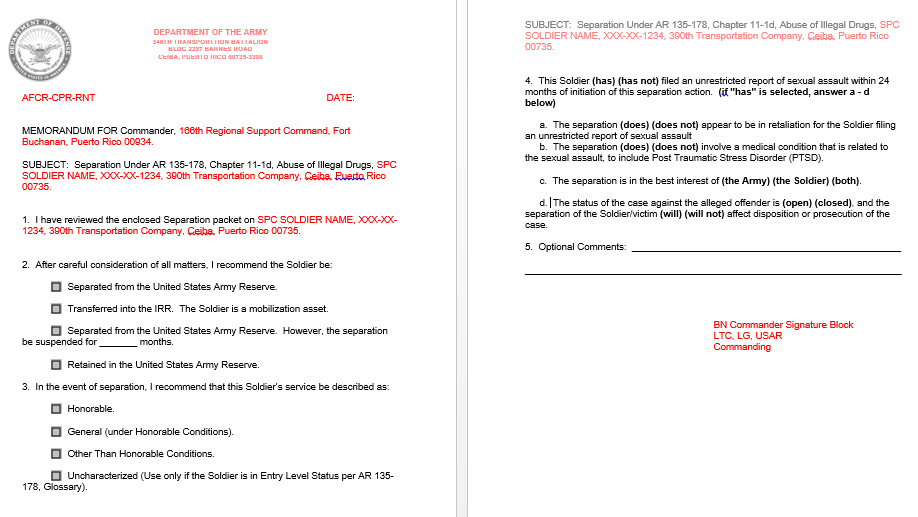 DEPARTMENT OF THE ARMY
346TH TRANSPORTATION BATTALION
BLDG 2297 BARNES ROAD
CEIBA, PUERTO RICO 00735-3300
AFCR-CPR-RNT DATE:
MEMORANDUM FOR Commander, 166th Regional Support Command, Fort
Buchanan, Puerto Rico 00934.
SUBJECT: Separation Under AR 135-178, Chapter 11-1d, Abuse of Illegal Drugs, SPC
SOLDIER NAME, XXX-XX-1234, 390th Transportation Company, Ceiba, Puerto Rico
00735.
1. I have reviewed the enclosed Separation packet on SPC SOLDIER NAME, XXX-XX-
1234, 390th Transportation Company, Ceiba, Puerto Rico 00735.
2. After careful consideration of all matters, I recommend the Soldier be:
Separated from the United States Army Reserve.
Transferred into the IRR. The Soldier is a mobilization asset.
Separated from the United States Army Reserve. However, the separation
be suspended for _______ months.
Retained in the United States Army Reserve.
3. In the event of separation, I recommend that this Soldier's service be described as:
Honorable.
General (under Honorable Conditions).
Other Than Honorable Conditions.
Uncharacterized (Use only if the Soldier is in Entry Level Status per AR 135-
178, Glossary).
SUBJECT: Separation Under AR 135-178, Chapter 11-1d, Abuse of Illegal Drugs, SPC
SOLDIER NAME, XXX-XX-1234, 390th Transportation Company, Ceiba, Puerto Rico
00735.
4. This Soldier (has) (has not) filed an unrestricted report of sexual assault within 24
months of initiation of this separation action. (if "has" is selected, answer a - d
below)
a. The separation (does) (does not) appear to be in retaliation for the Soldier filing
an unrestricted report of sexual assault
b. The separation (does) (does not) involve a medical condition that is related to
the sexual assault, to include Post Traumatic Stress Disorder (PTSD).
c. The separation is in the best interest of (the Army) (the Soldier) (both).
d. The status of the case against the alleged offender is (open) (closed), and the
separation of the Soldier/victim (will) (will not) affect disposition or prosecution of the
case.
5. Optional Comments:
BN Commander Signature Block
LTC, LG, USAR
Commanding